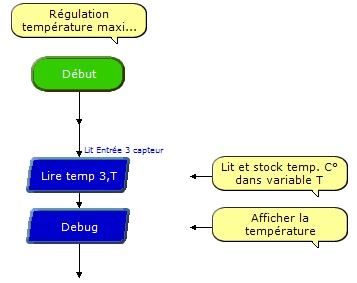 Régulation
température maxi...
Début
Lit Entrée 3 capteur
Lire temp 3,T
Lit et stock temp. C°
dans variable T
Debug
Afficher la
température